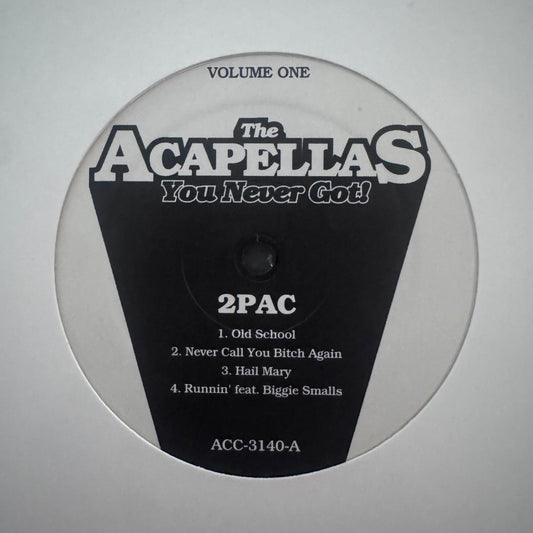 VOLUME ONE
The
ACAPELLAS
You Never Got!
2PAC
1. Old School
2. Never Call You Bitch Again
3. Hail Mary
4. Runnin' feat. Biggie Smalls
ACC-3140-A